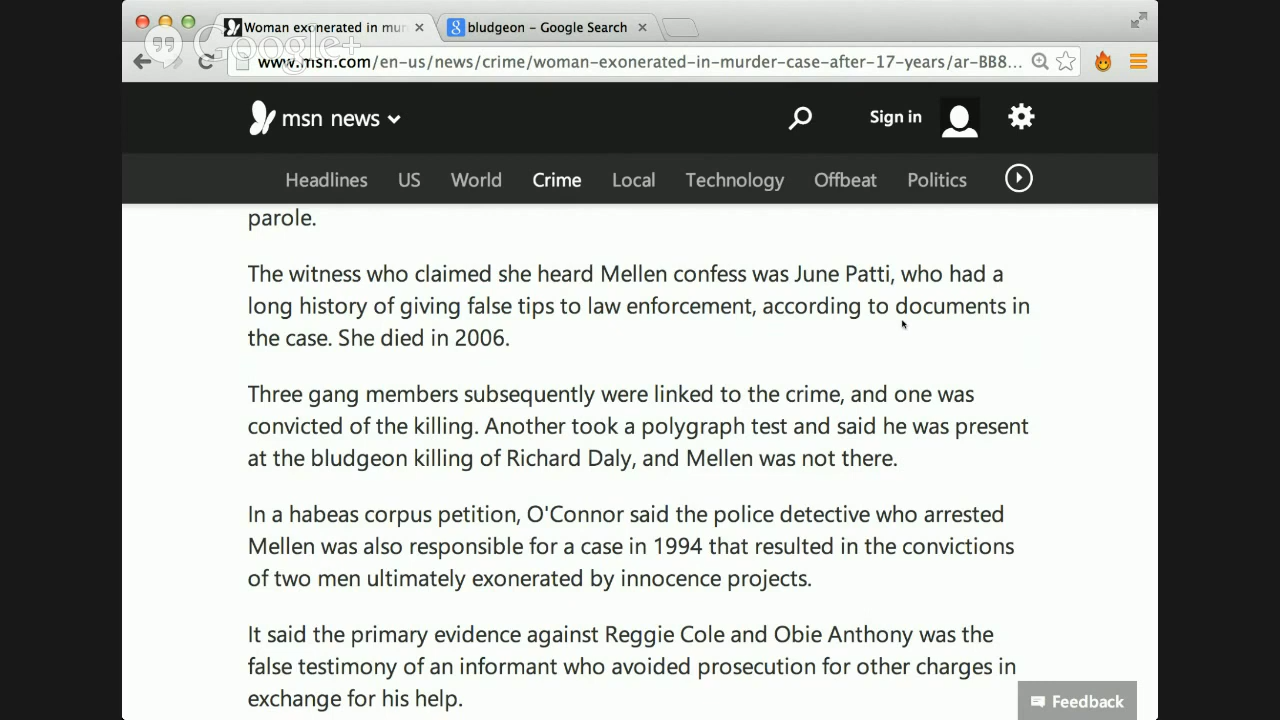 Woman exonerated in mur
bludgeon - Google Search
Google+
www.msn.com/en-us/news/crime/woman-exonerated-in-murder-case-after-17-years/ar-BB8...
msn news
Sign in
Headlines US World Crime Local Technology Offbeat Politics
parole.
The witness who claimed she heard Mellen confess was June Patti, who had a
long history of giving false tips to law enforcement, according to documents in
the case. She died in 2006.
Three gang members subsequently were linked to the crime, and one was
convicted of the killing. Another took a polygraph test and said he was present
at the bludgeon killing of Richard Daly, and Mellen was not there.
In a habeas corpus petition, O'Connor said the police detective who arrested
Mellen was also responsible for a case in 1994 that resulted in the convictions
of two men ultimately exonerated by innocence projects.
It said the primary evidence against Reggie Cole and Obie Anthony was the
false testimony of an informant who avoided prosecution for other charges in
exchange for his help.
Feedback